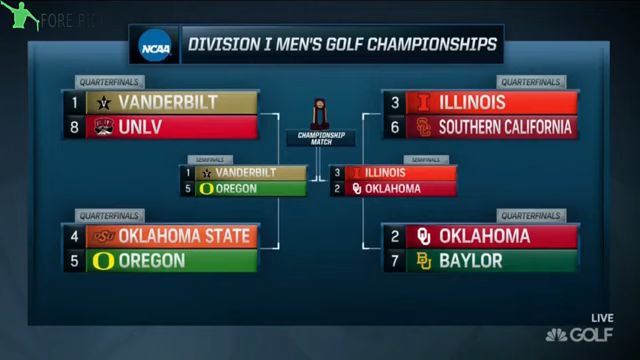 FORE PLAY
NCAA
DIVISION I MEN'S GOLF CHAMPIONSHIPS
QUARTERFINALS
1 VANDERBILT
8 UNLV
QUARTERFINALS
3 ILLINOIS
6 SOUTHERN CALIFORNIA
CHAMPIONSHIP
MATCH
SEMIFINALS
1 VANDERBILT
5 OREGON
SEMIFINALS
3 ILLINOIS
2 OKLAHOMA
QUARTERFINALS
4 OKLAHOMA STATE
5 OREGON
QUARTERFINALS
2 OKLAHOMA
7 BAYLOR
LIVE
GOLF